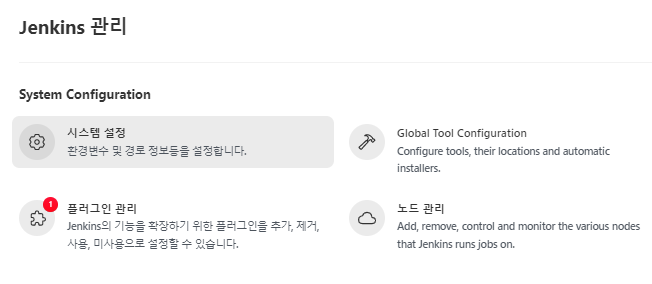 Jenkins 관리
System Configuration
시스템 설정
환경변수 및 경로 정보등을 설정합니다.
Global Tool Configuration
Configure tools, their locations and automatic
installers.
1
플러그인 관리
Jenkins의 기능을 확장하기 위한 플러그인을 추가, 제거,
사용, 미사용으로 설정할 수 있습니다.
노드 관리
Add, remove, control and monitor the various nodes
that Jenkins runs jobs on.